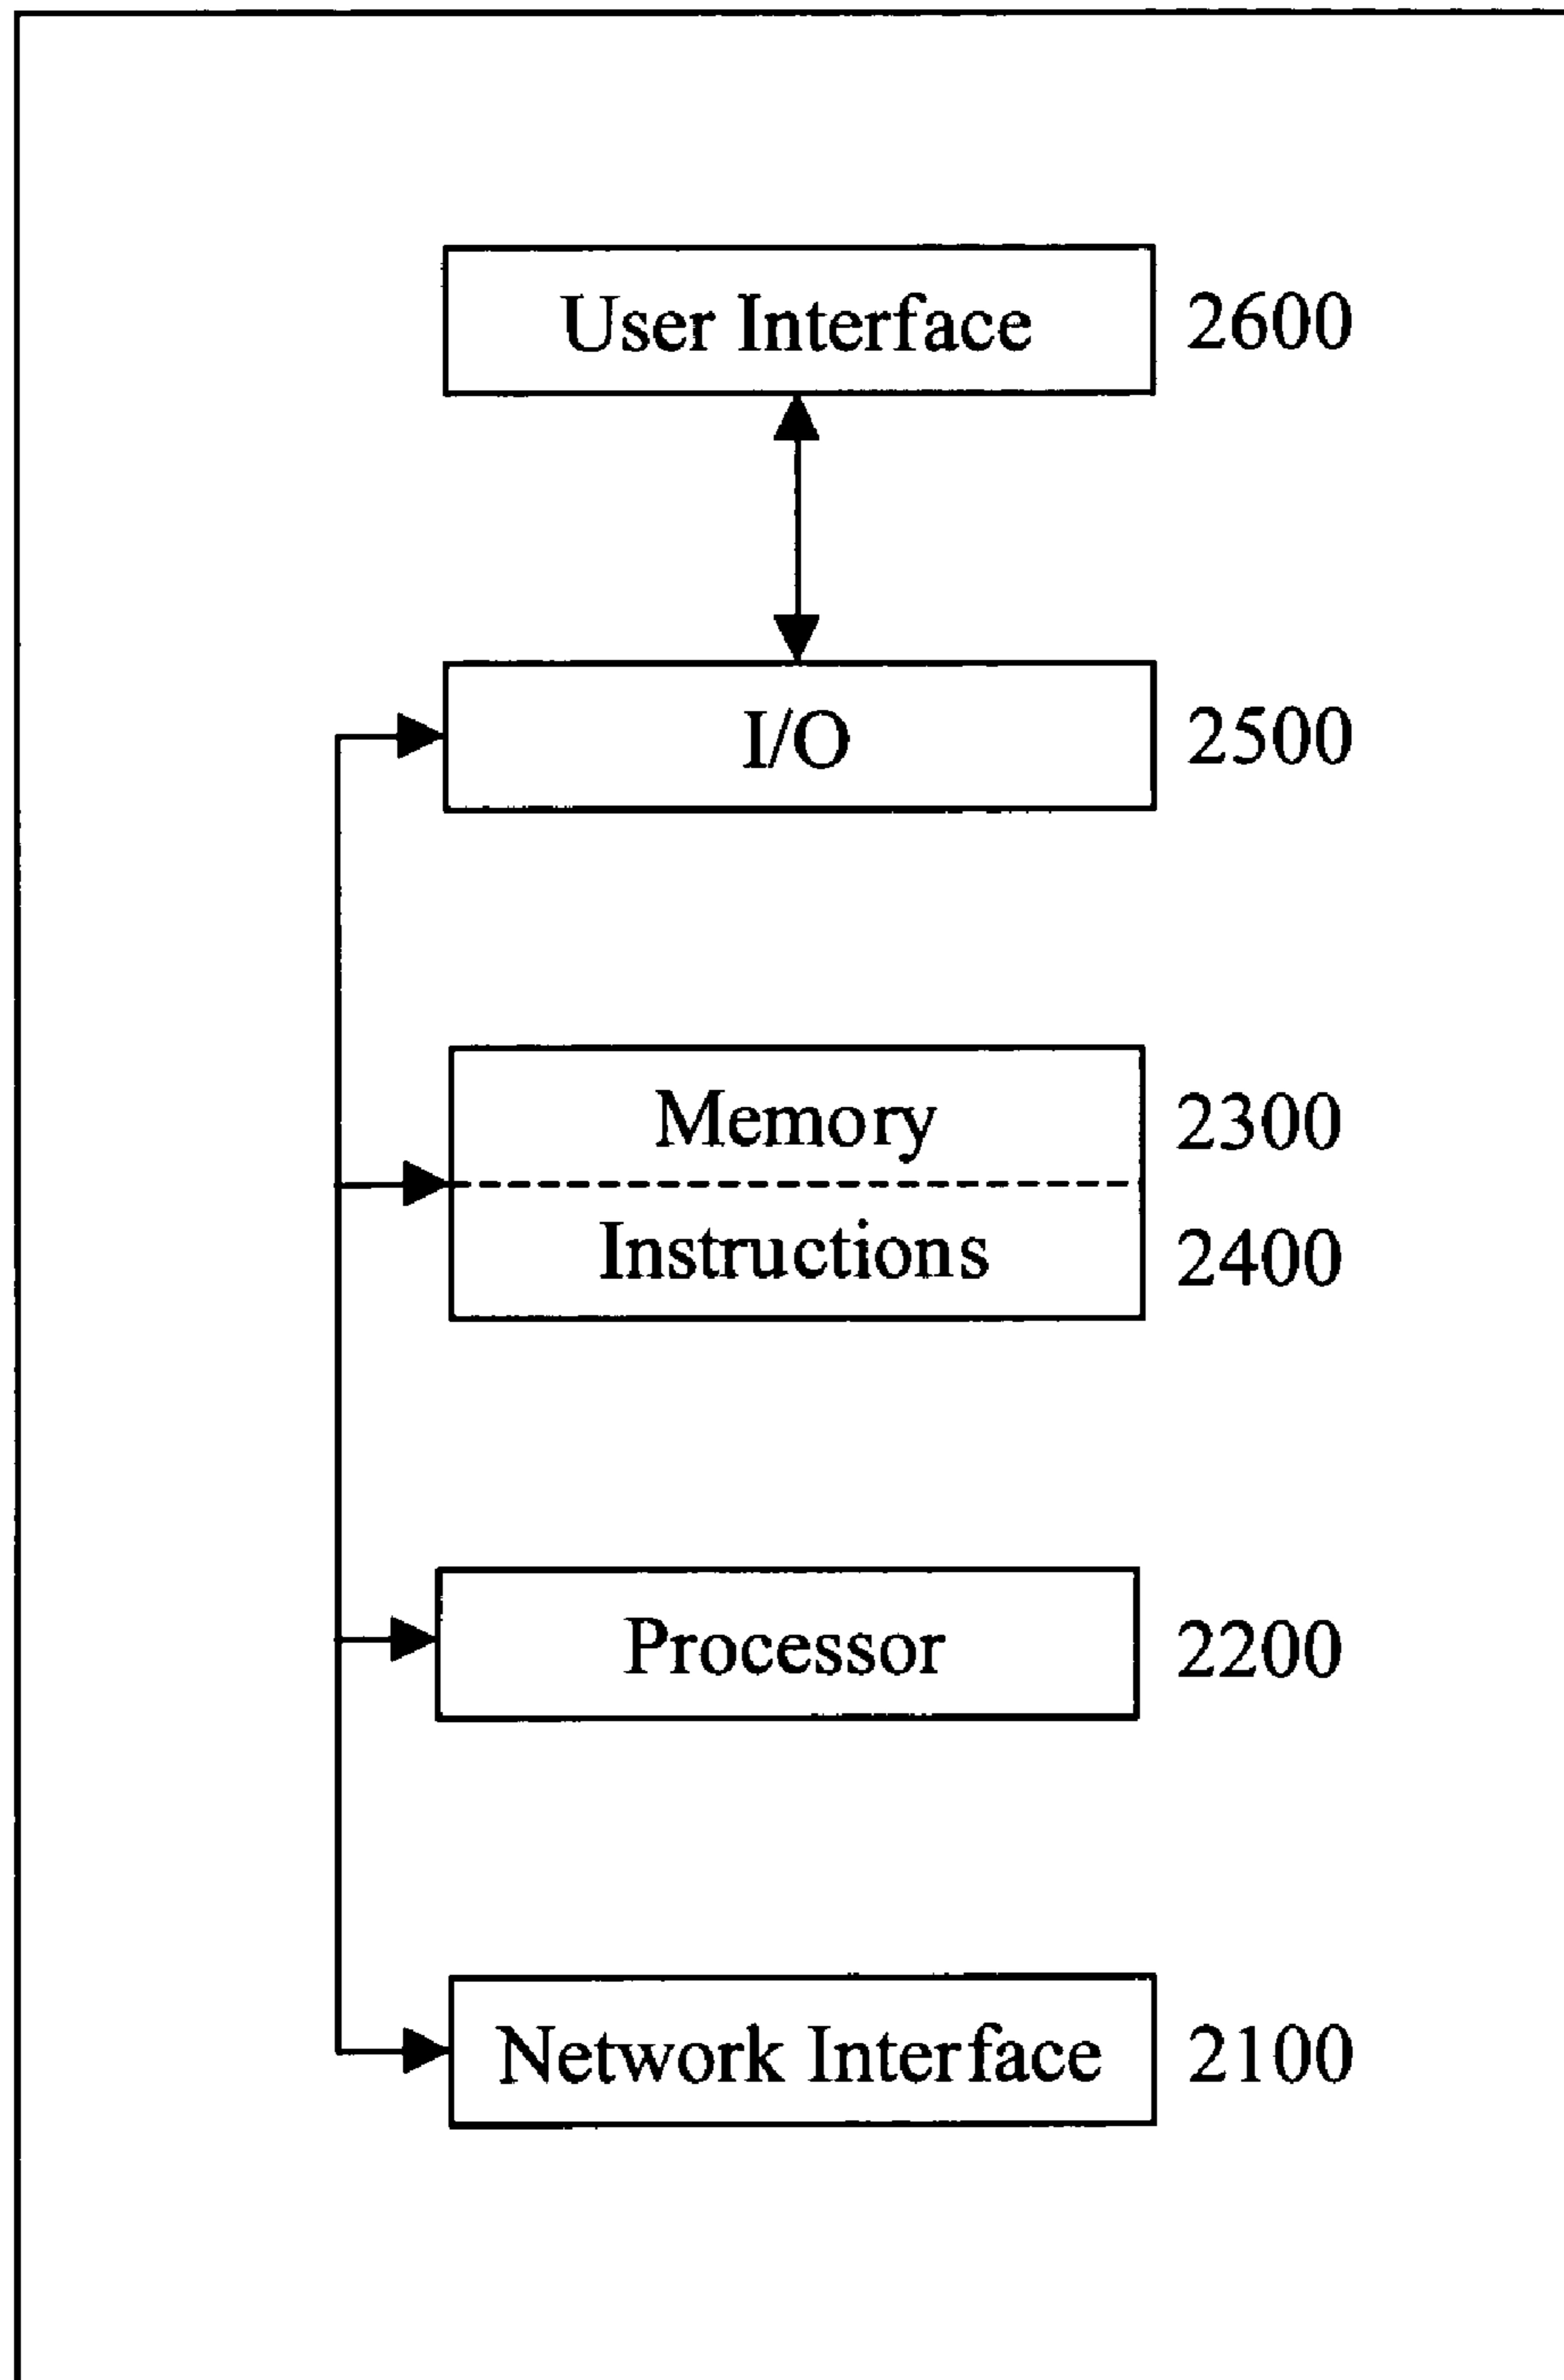 User Interface 2600
I/O 2500
Memory 2300
Instructions 2400
Processor 2200
Network Interface 2100